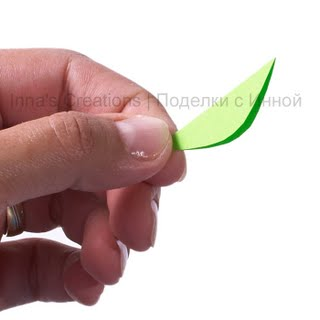 Inna's Creations | Поделки с Инной